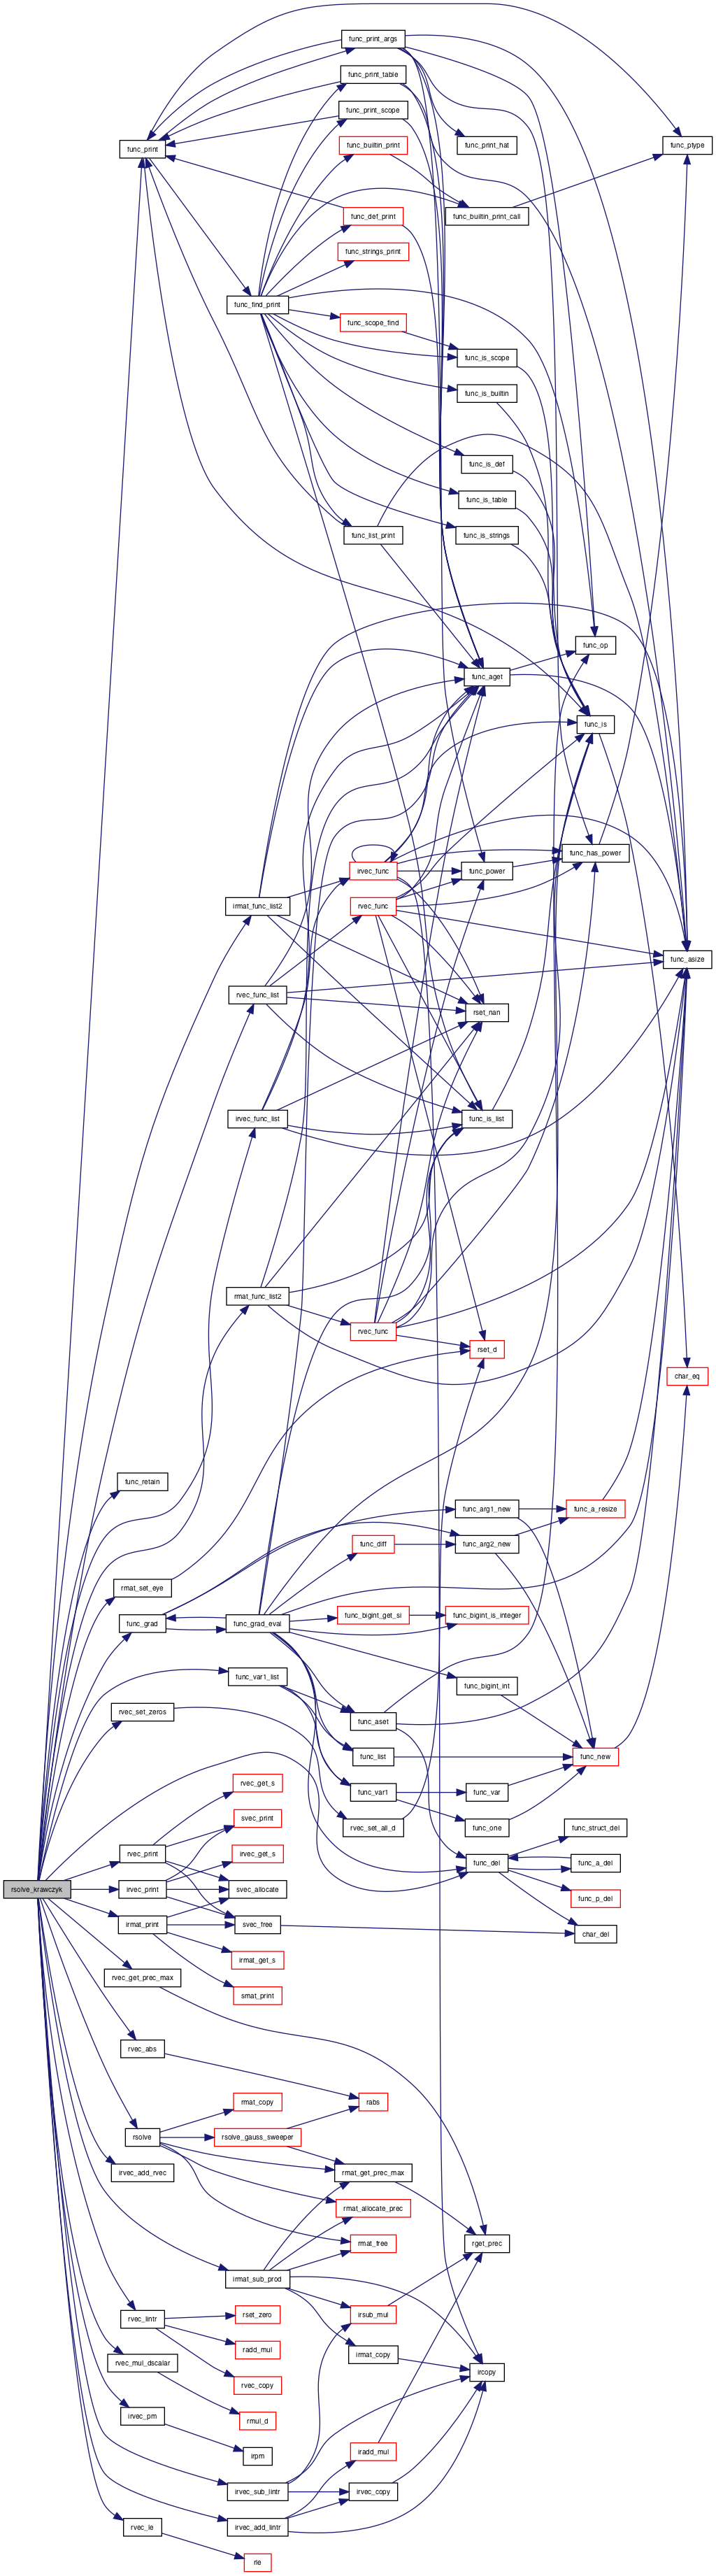 func_print_args
func_print_table
func_print_scope
func_print
func_builtin_print
func_print_hat
func_ptype
func_def_print
func_builtin_print_call
func_strings_print
func_find_print
func_scope_find
func_is_scope
func_is_builtin
func_is_def
func_is_table
func_list_print
func_is_strings
func_op
func_aget
func_is
func_has_power
irvec_func
func_power
irmat_func_list2
rvec_func
func_asize
rvec_func_list
rset_nan
irvec_func_list
func_is_list
rmat_func_list2
rvec_func
rset_d
char_eq
func_retain
func_arg1_new
func_a_resize
func_diff
func_arg2_new
rmat_set_eye
func_grad
func_grad_eval
func_bigint_get_si
func_bigint_is_integer
func_var1_list
func_bigint_int
rvec_set_zeros
func_aset
func_list
func_new
rvec_get_s
func_var1
func_var
svec_print
rvec_set_all_d
func_one
func_struct_del
rvec_print
irvec_get_s
func_del
func_a_del
rsolve_krawczyk
irvec_print
svec_allocate
func_p_del
irmat_print
svec_free
char_del
irmat_get_s
rvec_get_prec_max
smat_print
rvec_abs
rmat_copy
rabs
rsolve
rsolve_gauss_sweeper
irvec_add_rvec
rmat_get_prec_max
rmat_allocate_prec
rmat_free
rget_prec
irmat_sub_prod
rvec_lintr
rset_zero
irsub_mul
radd_mul
irmat_copy
rvec_mul_dscalar
rvec_copy
ircopy
irvec_pm
rmul_d
irpm
iradd_mul
irvec_sub_lintr
irvec_copy
rvec_le
irvec_add_lintr
rle